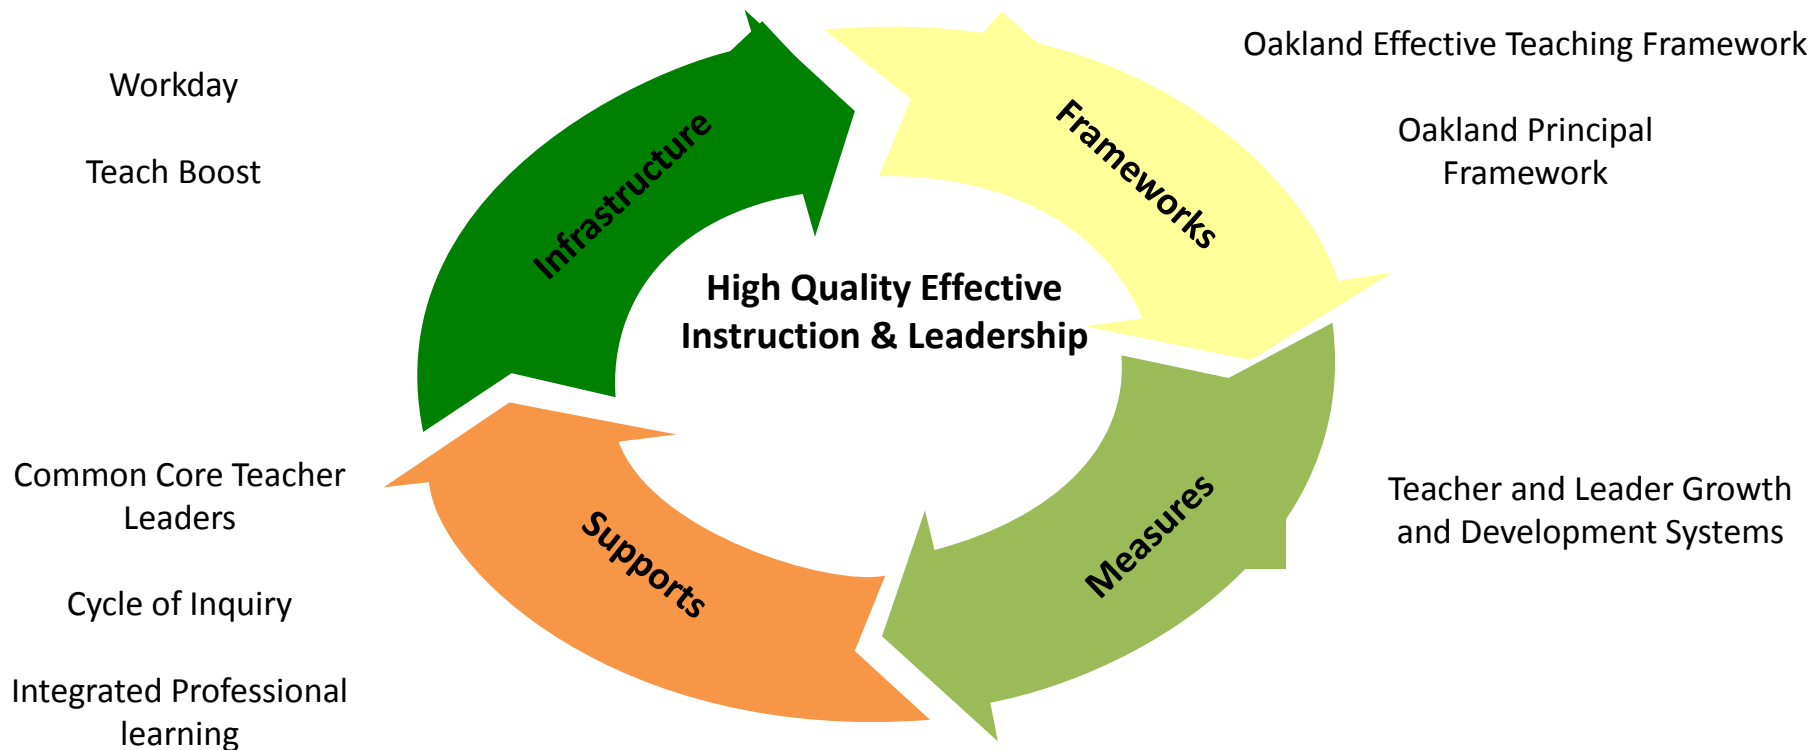 Workday
Teach Boost
Infrastructure
Frameworks
Oakland Effective Teaching Framework
Oakland Principal
Framework
High Quality Effective
Instruction & Leadership
Common Core Teacher
Leaders
Cycle of Inquiry
Integrated Professional
learning
Supports
Measures
Teacher and Leader Growth
and Development Systems